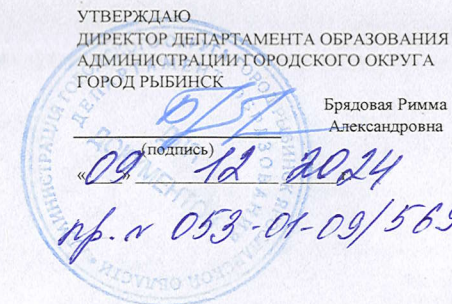 УТВЕРЖДАЮ
ДИРЕКТОР ДЕПАРТАМЕНТА ОБРАЗОВАНИЯ
АДМИНИСТРАЦИИ ГОРОДСКОГО ОКРУГА
ГОРОД РЫБИНСК
Брядовая Римма
Александровна
(подпись)
«09» 12 2024
пр. № 053-01-09/569